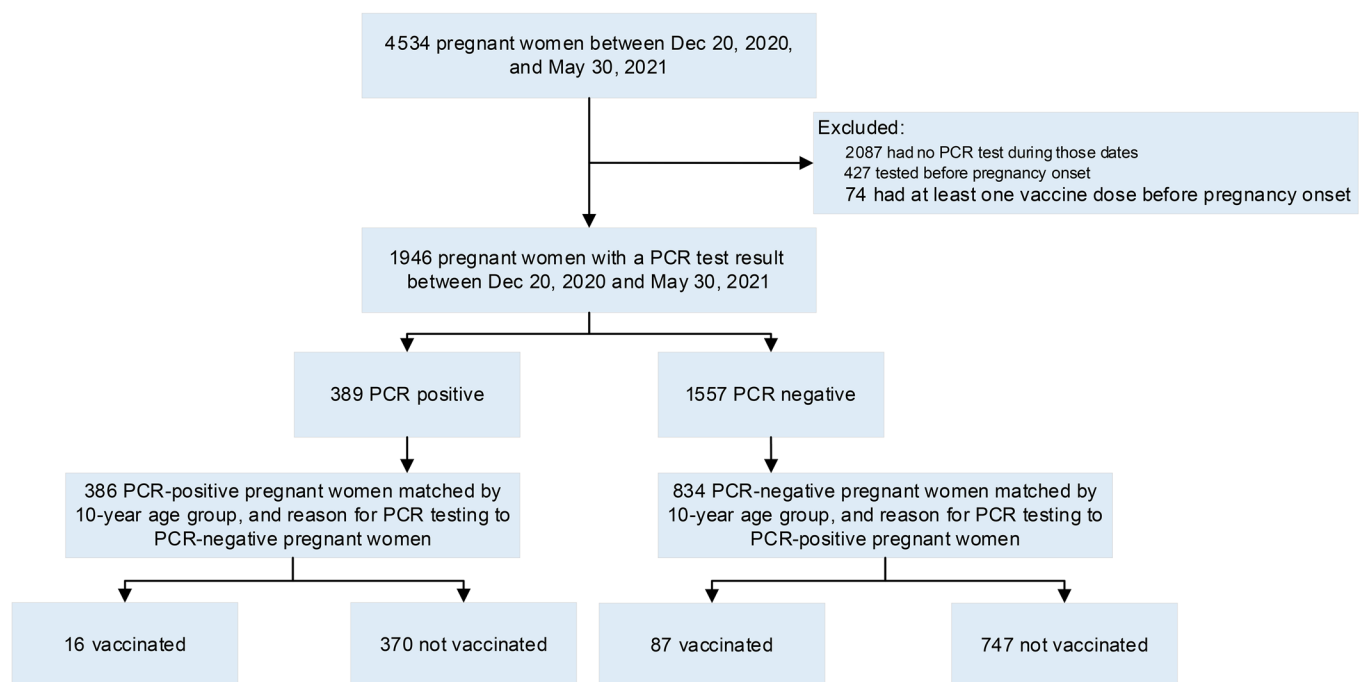 4534 pregnant women between Dec 20, 2020,
and May 30, 2021
Excluded:
2087 had no PCR test during those dates
427 tested before pregnancy onset
74 had at least one vaccine dose before pregnancy onset
1946 pregnant women with a PCR test result
between Dec 20, 2020 and May 30, 2021
389 PCR positive
1557 PCR negative
386 PCR-positive pregnant women matched by
10-year age group, and reason for PCR testing to
PCR-negative pregnant women
834 PCR-negative pregnant women matched by
10-year age group, and reason for PCR testing to
PCR-positive pregnant women
16 vaccinated
370 not vaccinated
87 vaccinated
747 not vaccinated